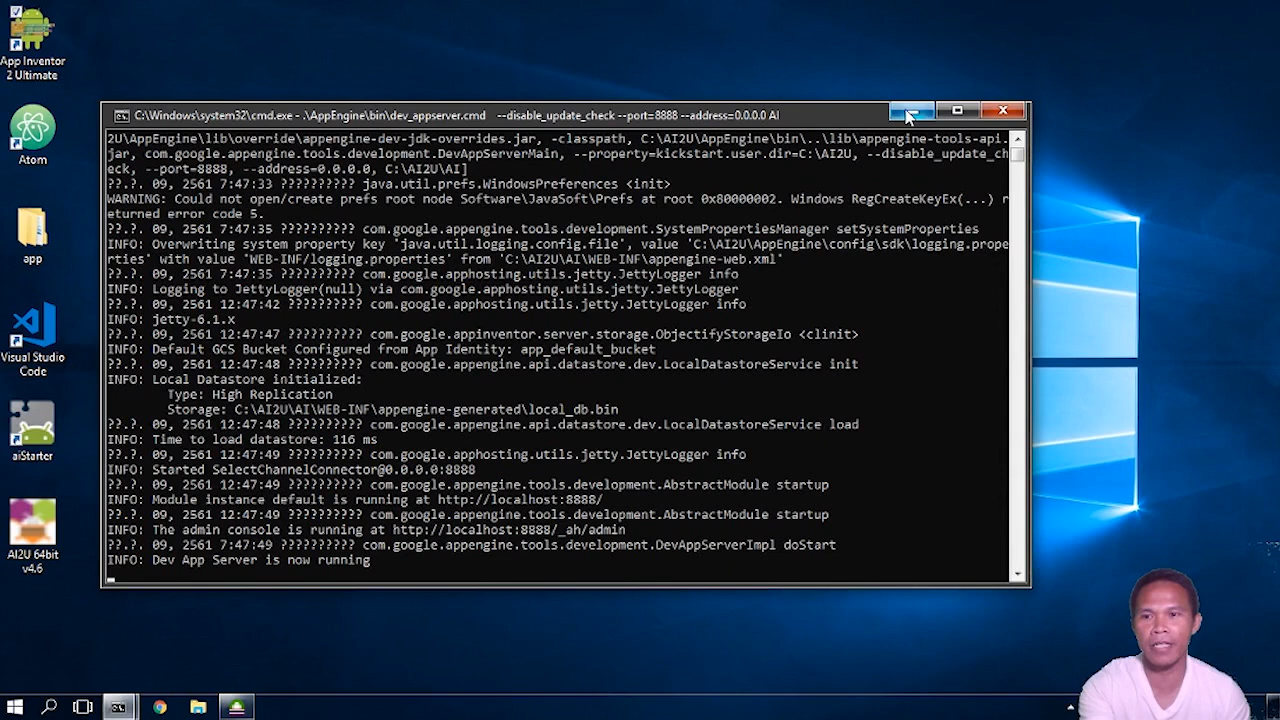 App Inventor
2 Ultimate
Atom
app
Visual Studio
Code
aiStarter
AI2U 64bit
v4.6
C:\Windows\system32\cmd.exe - .\AppEngine\bin\dev_appserver.cmd --disable_update_check --port=8888 --address=0.0.0.0 AI
2U\AppEngine\lib\override\appengine-dev-jdk-overrides.jar, -classpath, C:\AI2U\AppEngine\bin\..\lib\appengine-tools-api.
jar, com.google.appengine.tools.development.DevAppServerMain, --property=kickstart.user.dir=C:\AI2U, --disable_update_ch
eck, --port=8888, --address=0.0.0.0, C:\AI2U\AI]
??.?. 09, 2561 7:47:33 ?????????? java.util.prefs.WindowsPreferences <init>
WARNING: Could not open/create prefs root node Software\JavaSoft\Prefs at root 0x80000002. Windows RegCreateKeyEx(...) r
eturned error code 5.
??.?. 09, 2561 7:47:35 ?????????? com.google.appengine.tools.development.SystemPropertiesManager setSystemProperties
INFO: Overwriting system property key 'java.util.logging.config.file', value 'C:\AI2U\AppEngine\config\sdk\logging.prope
rties' with value 'WEB-INF/logging.properties' from 'C:\AI2U\AI\WEB-INF\appengine-web.xml'
??.?. 09, 2561 7:47:35 ?????????? com.google.apphosting.utils.jetty.JettyLogger info
INFO: Logging to JettyLogger(null) via com.google.apphosting.utils.jetty.JettyLogger
??.?. 09, 2561 12:47:42 ?????????? com.google.apphosting.utils.jetty.JettyLogger info
INFO: jetty-6.1.x
??.?. 09, 2561 12:47:47 ?????????? com.google.appinventor.server.storage.ObjectifyStorageIo <clinit>
INFO: Default GCS Bucket Configured from App Identity: app_default_bucket
??.?. 09, 2561 12:47:48 ?????????? com.google.appengine.api.datastore.dev.LocalDatastoreService init
INFO: Local Datastore initialized:
Type: High Replication
Storage: C:\AI2U\AI\WEB-INF\appengine-generated\local_db.bin
??.?. 09, 2561 12:47:48 ?????????? com.google.appengine.api.datastore.dev.LocalDatastoreService load
INFO: Time to load datastore: 116 ms
??.?. 09, 2561 12:47:49 ?????????? com.google.apphosting.utils.jetty.JettyLogger info
INFO: Started SelectChannelConnector@0.0.0.0:8888
??.?. 09, 2561 12:47:49 ?????????? com.google.appengine.tools.development.AbstractModule startup
INFO: Module instance default is running at http://localhost:8888/
??.?. 09, 2561 12:47:49 ?????????? com.google.appengine.tools.development.AbstractModule startup
INFO: The admin console is running at http://localhost:8888/_ah/admin
??.?. 09, 2561 7:47:49 ?????????? com.google.appengine.tools.development.DevAppServerImpl doStart
INFO: Dev App Server is now running